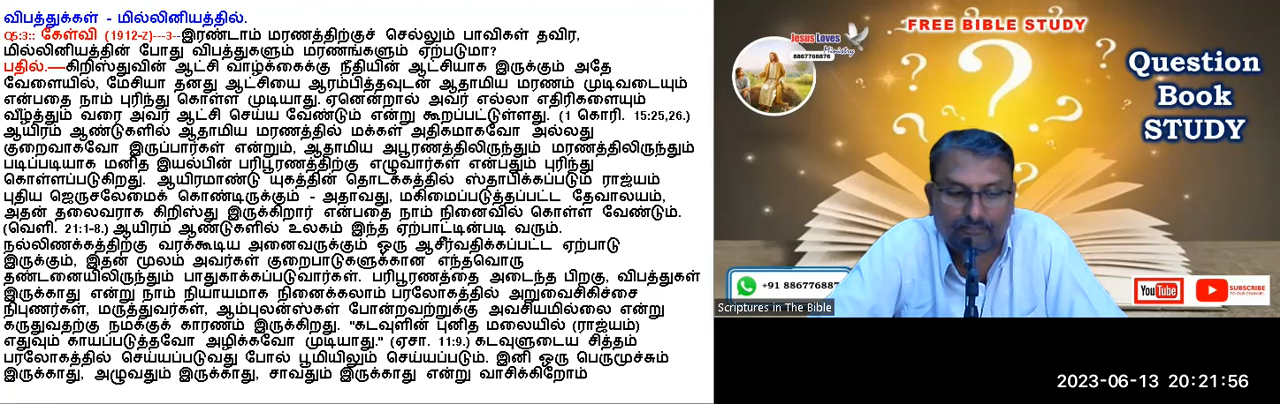 விபத்துக்கள் - மில்லினியத்தில்.
Q5:3:: கேள்வி (1912-2)---3--இரண்டாம் மரணத்திற்குச் செல்லும் பாவிகள் தவிர,
மில்லினியத்தின் போது விபத்துகளும் மரணங்களும் ஏற்படுமா?
பதில்.—கிறிஸ்துவின் ஆட்சி வாழ்க்கைக்கு நீதியின் ஆட்சியாக இருக்கும் அதே
வேளையில், மேசியா தனது ஆட்சியை ஆரம்பித்தவுடன் ஆதாமிய மரணம் முடிவடையும்
என்பதை நாம் புரிந்து கொள்ள முடியாது. ஏனென்றால் அவர் எல்லா எதிரிகளையும்
வீழ்த்தும் வரை அவர் ஆட்சி செய்ய வேண்டும் என்று கூறப்பட்டுள்ளது. (1 கொரி. 15:25,26.)
ஆயிரம் ஆண்டுகளில் ஆதாமிய மரணத்தில் மக்கள் அதிகமாகவோ அல்லது
குறைவாகவோ இருப்பார்கள் என்றும், ஆதாமிய அபூரணத்திலிருந்தும் மரணத்திலிருந்தும்
படிப்படியாக மனித இயல்பின் பரிபூரணத்திற்கு எழுவார்கள் என்பதும் புரிந்து
கொள்ளப்படுகிறது. ஆயிரமாண்டு யுகத்தின் தொடக்கத்தில் ஸ்தாபிக்கப்படும் ராஜ்யம்
புதிய ஜெருசலேமைக் கொண்டிருக்கும் - அதாவது, மகிமைப்படுத்தப்பட்ட தேவாலயம்,
அதன் தலைவராக கிறிஸ்து இருக்கிறார் என்பதை நாம் நினைவில் கொள்ள வேண்டும்.
(வெளி. 21:1-8.) ஆயிரம் ஆண்டுகளில் உலகம் இந்த ஏற்பாட்டின்படி வரும்.
நல்லிணக்கத்திற்கு வரக்கூடிய அனைவருக்கும் ஒரு ஆசீர்வதிக்கப்பட்ட ஏற்பாடு
இருக்கும், இதன் மூலம் அவர்கள் குறைபாடுகளுக்கான எந்தவொரு
தண்டனையிலிருந்தும் பாதுகாக்கப்படுவார்கள். பரிபூரணத்தை அடைந்த பிறகு, விபத்துகள்
இருக்காது என்று நாம் நியாயமாக நினைக்கலாம் பரலோகத்தில் அறுவைசிகிச்சை
நிபுணர்கள், மருத்துவர்கள், ஆம்புலன்ஸ்கள் போன்றவற்றுக்கு அவசியமில்லை என்று
கருதுவதற்கு நமக்குக் காரணம் இருக்கிறது. "கடவுளின் புனித மலையில் (ராஜ்யம்)
எதுவும் காயப்படுத்தவோ அழிக்கவோ முடியாது." (ஏசா. 11:9.) கடவுளுடைய சித்தம்
பரலோகத்தில் செய்யப்படுவது போல் பூமியிலும் செய்யப்படும். இனி ஒரு பெருமூச்சும்
இருக்காது, அழுவதும் இருக்காது, சாவதும் இருக்காது என்று வாசிக்கிறோம்
FREE BIBLE STUDY
Jesus Loves
Ministry
8867768876
Question
Book
STUDY
+91 886776887
YouTube
SUBSCRIBE
TO OUR CHANNEL
Scriptures in The Bible
2023-06-13 20:21:56